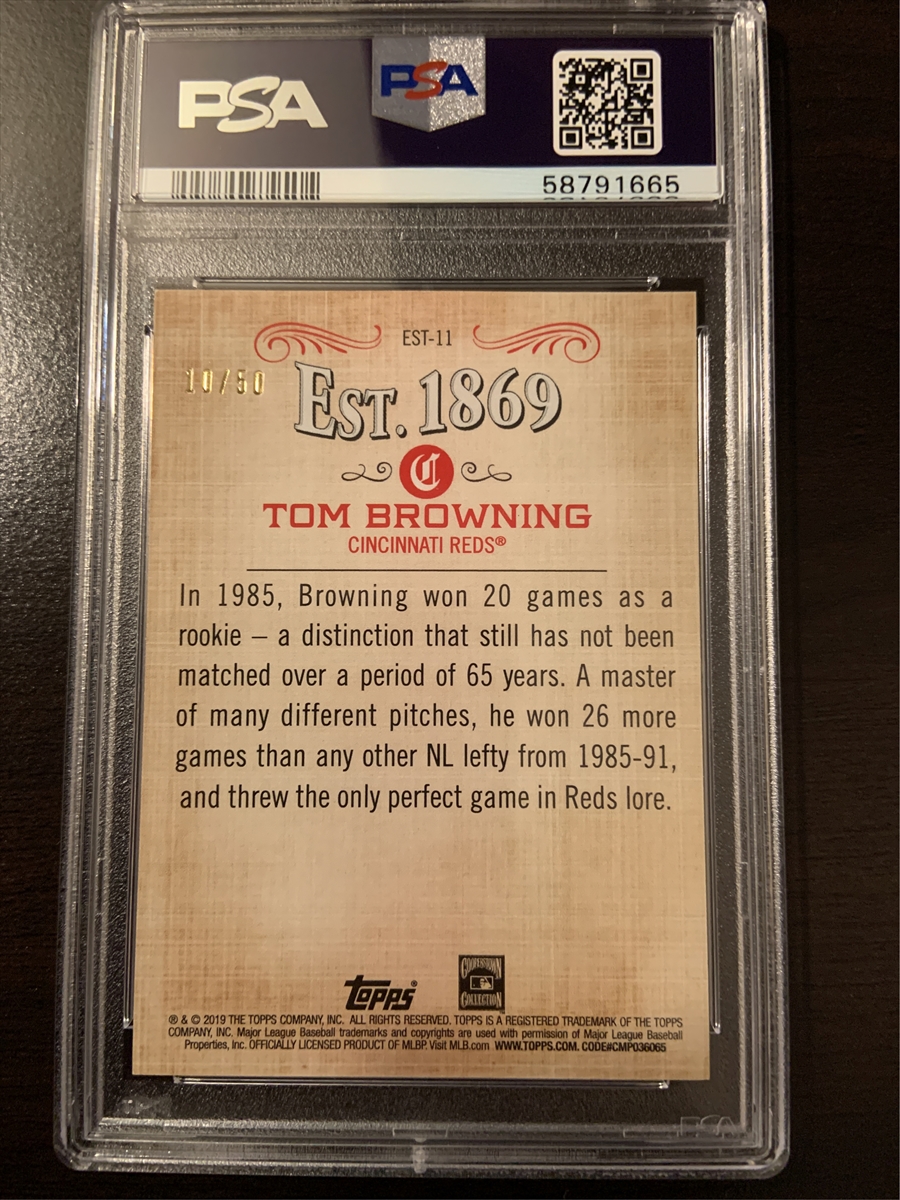 PSA
PSA
58791665
EST-11
10/50
EST. 1869
C
TOM BROWNING
CINCINNATI REDS®
In 1985, Browning won 20 games as a
rookie – a distinction that still has not been
matched over a period of 65 years. A master
of many different pitches, he won 26 more
games than any other NL lefty from 1985-91,
and threw the only perfect game in Reds lore.
topps®
COOPERSTOWN
COLLECTION
® & © 2019 THE TOPPS COMPANY, INC. ALL RIGHTS RESERVED. TOPPS IS A REGISTERED TRADEMARK OF THE TOPPS
COMPANY, INC. Major League Baseball trademarks and copyrights are used with permission of Major League Baseball
Properties, Inc. OFFICIALLY LICENSED PRODUCT OF MLBP. Visit MLB.com WWW.TOPPS.COM. CODE#CMP036065
PSA